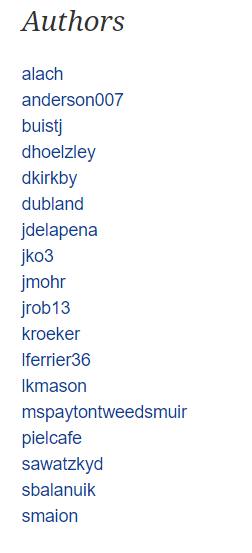 Authors
alach
anderson007
buistj
dhoelzley
dkirkby
dubland
jdelapena
jko3
jmohr
jrob13
kroeker
lferrier36
lkmason
mspaytontweedsmuir
pielcafe
sawatzkyd
sbalanuik
smaion